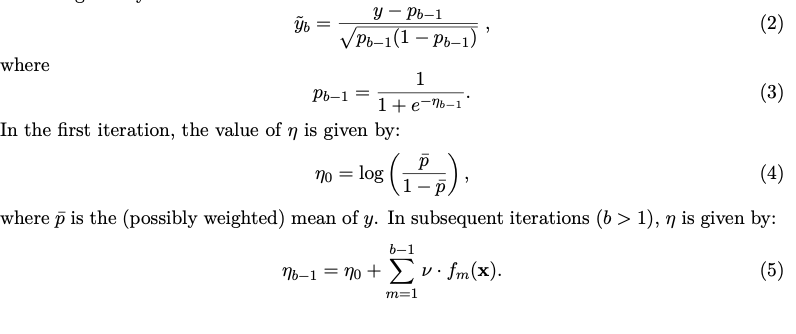 ỹ_b = (y − p_{b−1}) / √(p_{b−1}(1 − p_{b−1})) , (2)
where
p_{b−1} = 1 / (1 + e^{−η_{b−1}}) . (3)
In the first iteration, the value of η is given by:
η_0 = log ( p̄ / (1 − p̄) ) , (4)
where p̄ is the (possibly weighted) mean of y. In subsequent iterations (b > 1), η is given by:
η_{b−1} = η_0 + ∑_{m=1}^{b−1} ν · f_m(𝐱). (5)